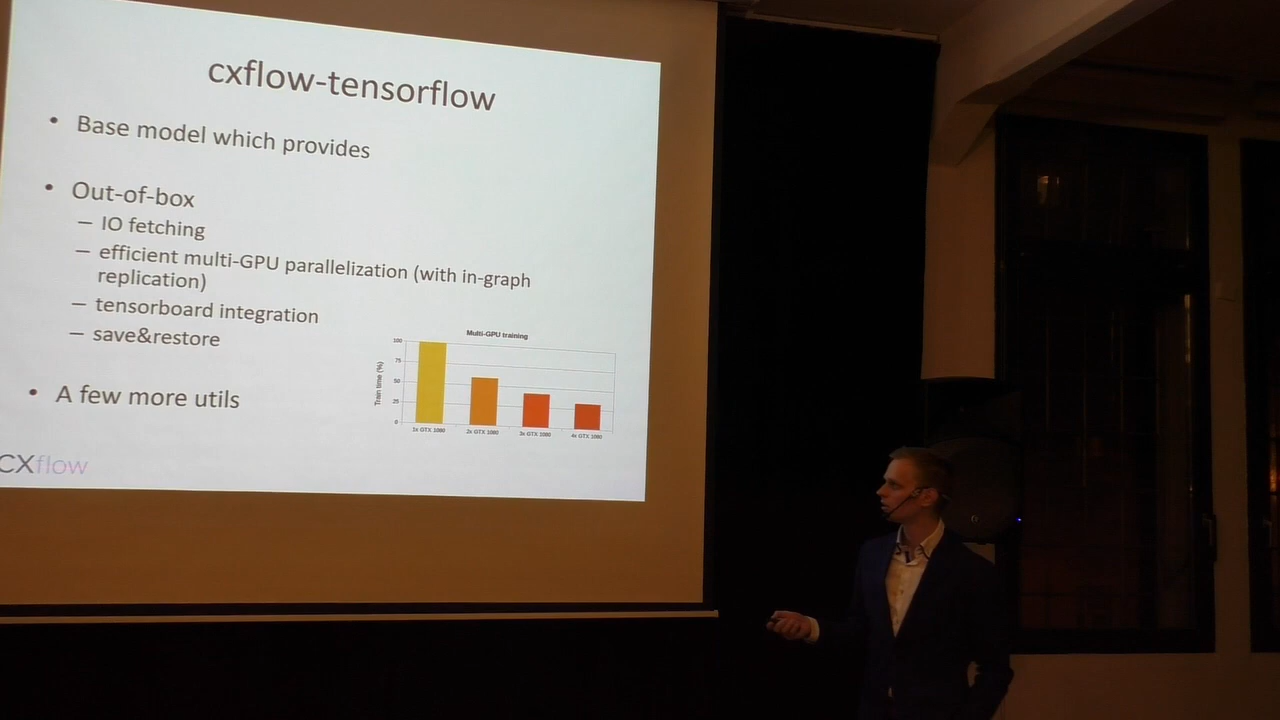 cxflow-tensorflow
• Base model which provides
• Out-of-box
– IO fetching
– efficient multi-GPU parallelization (with in-graph
replication)
– tensorboard integration
– save&restore
Multi-GPU training
Train time (%)
100
75
50
25
0
1x GTX 1080
2x GTX 1080
3x GTX 1080
4x GTX 1080
• A few more utils
CXflow